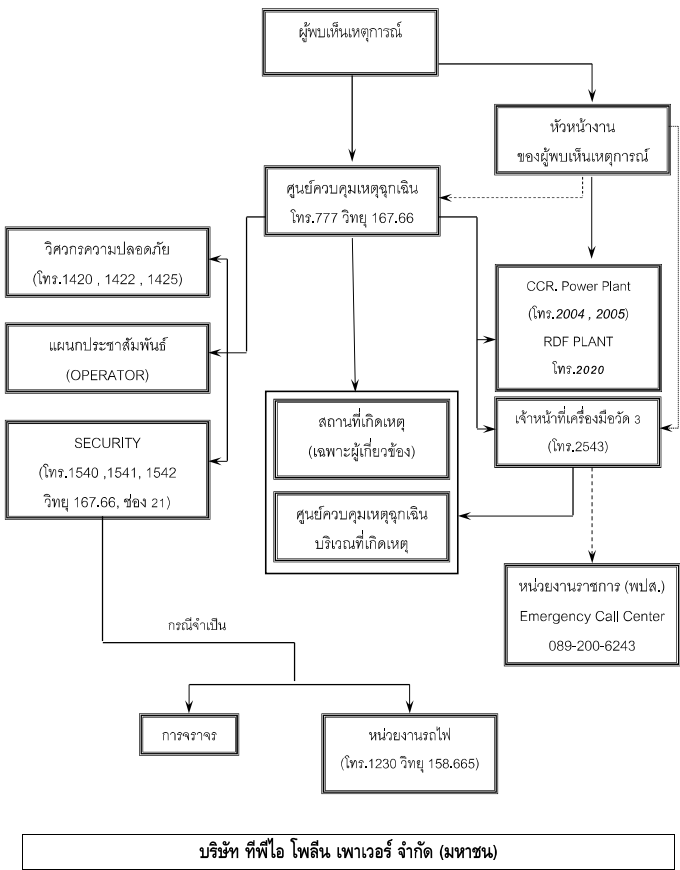 ผู้พบเห็นเหตุการณ์
หัวหน้างาน
ของผู้พบเห็นเหตุการณ์
ศูนย์ควบคุมเหตุฉุกเฉิน
โทร.777 วิทยุ 167.66
วิศวกรความปลอดภัย
(โทร.1420 , 1422 , 1425)
CCR. Power Plant
(โทร.2004 , 2005)
RDF PLANT
โทร.2020
แผนกประชาสัมพันธ์
(OPERATOR)
สถานที่เกิดเหตุ
(เฉพาะผู้เกี่ยวข้อง)
เจ้าหน้าที่เครื่องมือวัด 3
(โทร.2543)
SECURITY
(โทร.1540 ,1541, 1542
วิทยุ 167.66, ช่อง 21)
ศูนย์ควบคุมเหตุฉุกเฉิน
บริเวณที่เกิดเหตุ
หน่วยงานราชการ (พปส.)
Emergency Call Center
089-200-6243
กรณีจำเป็น
การจราจร
หน่วยงานรถไฟ
(โทร.1230 วิทยุ 158.665)
บริษัท ทีพีไอ โพลีน เพาเวอร์ จำกัด (มหาชน)